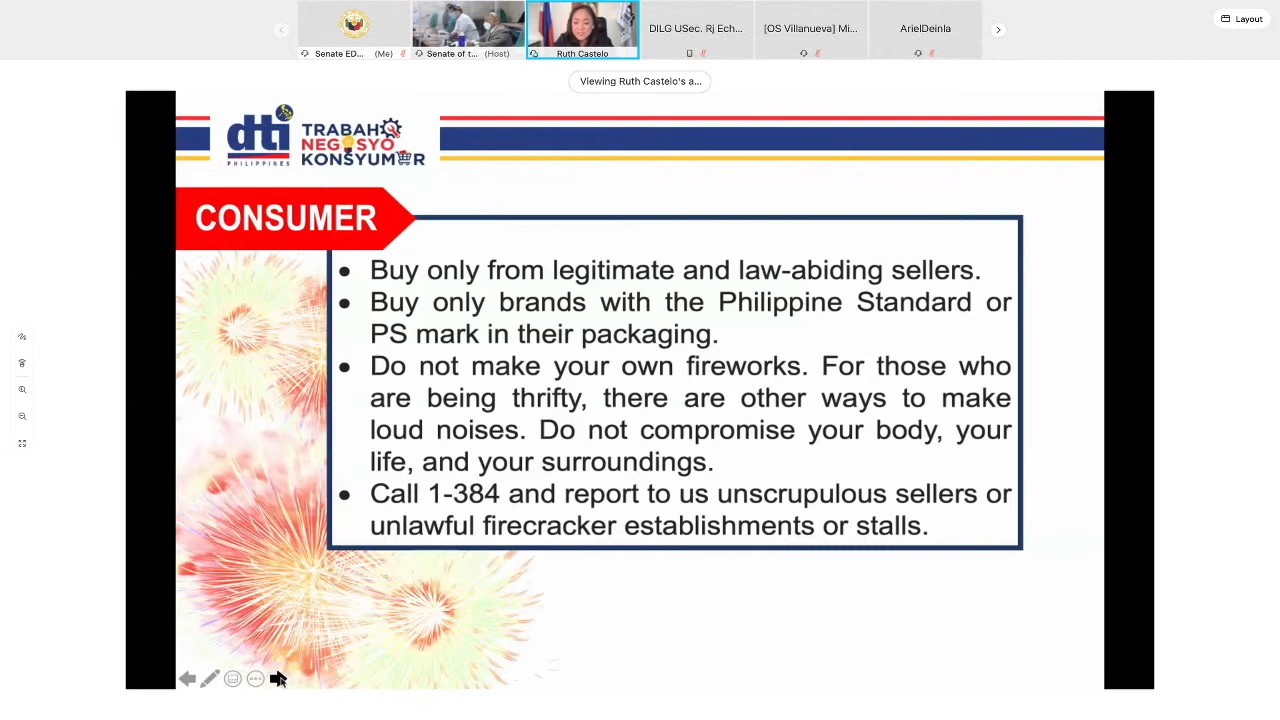 Layout
Senate ED... (Me)
Senate of t... (Host)
Ruth Castelo
DILG USec. Rj Ech...
[OS Villanueva] Mi...
ArielDeinla
Viewing Ruth Castelo's a...
dti
PHILIPPINES
TRABAHO
NEGOSYO
KONSYUMER
CONSUMER
• Buy only from legitimate and law-abiding sellers.
• Buy only brands with the Philippine Standard or
PS mark in their packaging.
• Do not make your own fireworks. For those who
are being thrifty, there are other ways to make
loud noises. Do not compromise your body, your
life, and your surroundings.
• Call 1-384 and report to us unscrupulous sellers or
unlawful firecracker establishments or stalls.